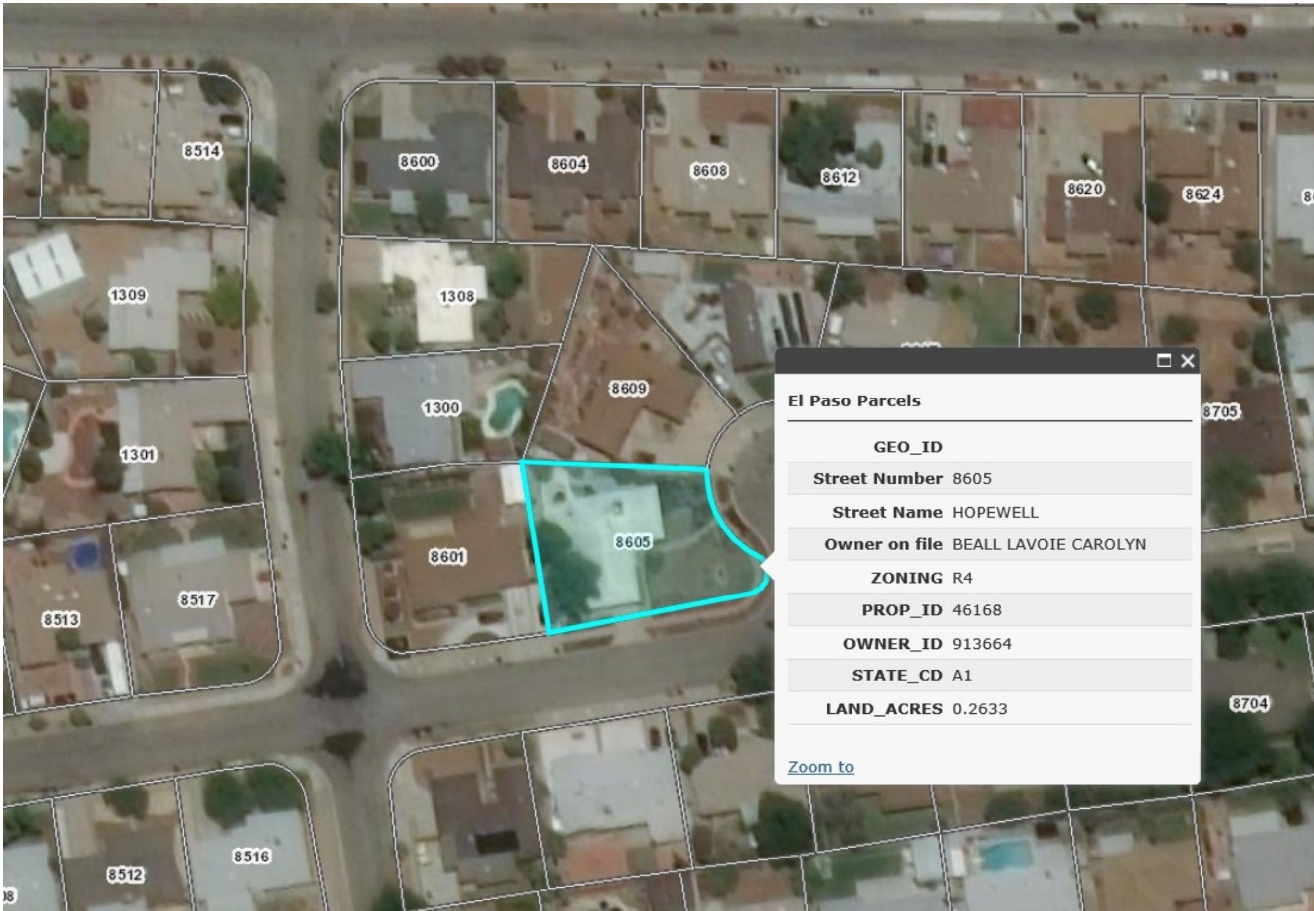 8514
8600
8604
8608
8612
8620
8624
1309
1308
8609
1300
1301
8705
8605
8601
8513
8517
8704
8516
8512
El Paso Parcels
GEO_ID
Street Number 8605
Street Name HOPEWELL
Owner on file BEALL LAVOIE CAROLYN
ZONING R4
PROP_ID 46168
OWNER_ID 913664
STATE_CD A1
LAND_ACRES 0.2633
Zoom to